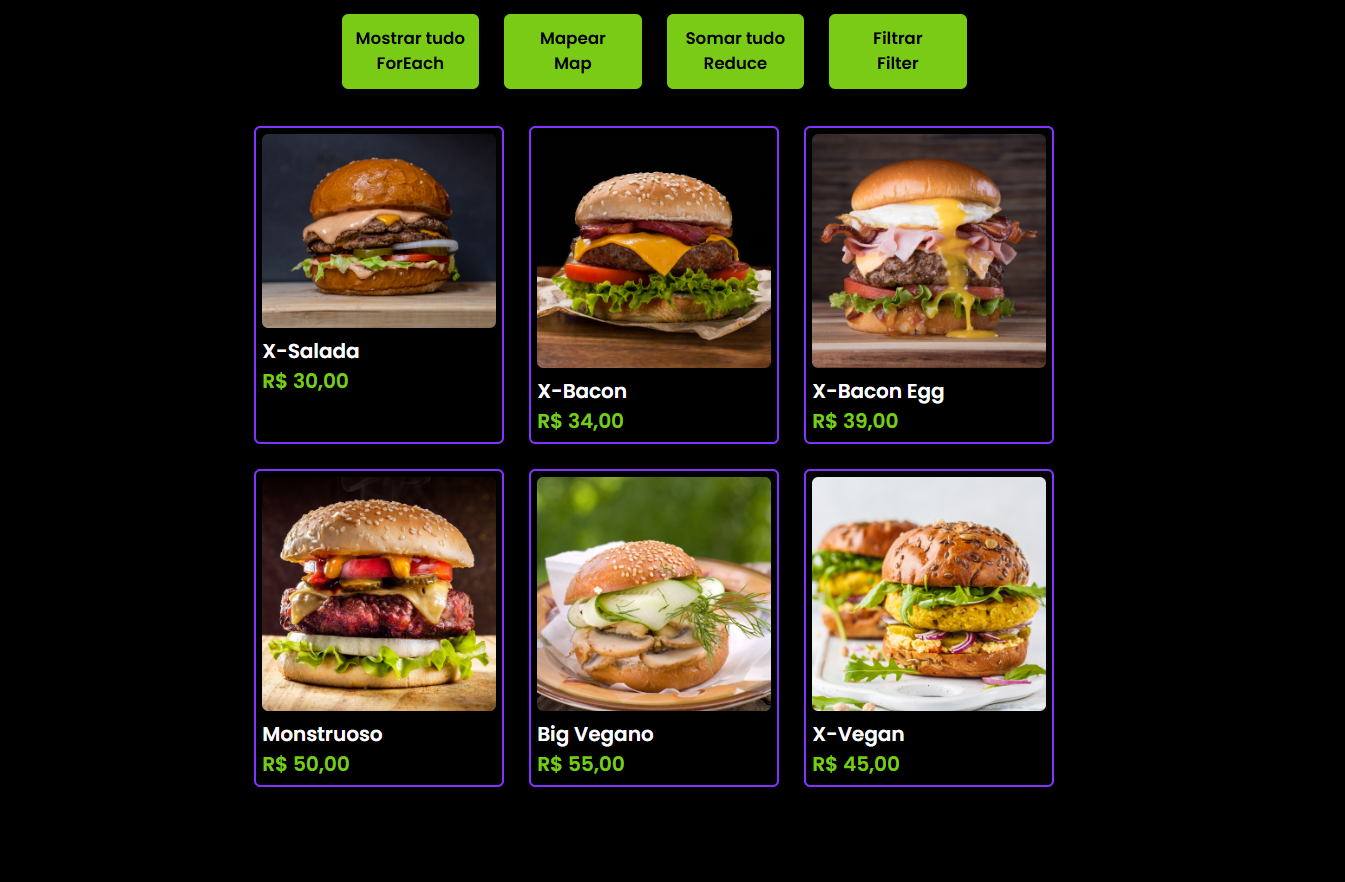 Mostrar tudo
ForEach
Mapear
Map
Somar tudo
Reduce
Filtrar
Filter
X-Salada
R$ 30,00
X-Bacon
R$ 34,00
X-Bacon Egg
R$ 39,00
Monstruoso
R$ 50,00
Big Vegano
R$ 55,00
X-Vegan
R$ 45,00